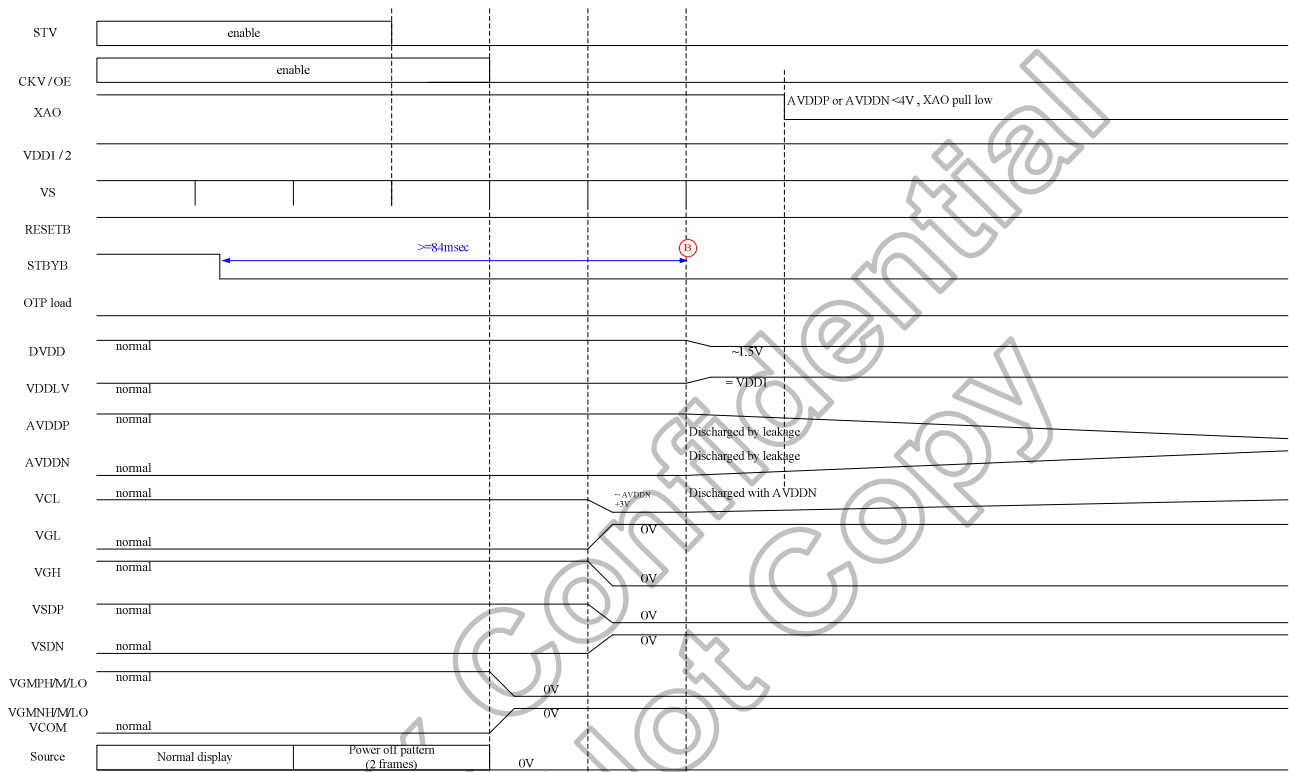 STV enable
CKV/OE enable
XAO AVDDP or AVDDN <4V , XAO pull low
VDD1/2
VS
RESETB
>=84msec B
STBYB
OTP load
DVDD normal ~1.5V
VDDLV normal = VDD1
AVDDP normal Discharged by leakage
AVDDN normal Discharged by leakage
VCL normal ~ AVDDN +3V Discharged with AVDDN
VGL normal 0V
VGH normal 0V
VSDP normal 0V
VSDN normal 0V
VGMPH/M/LO normal 0V
VGMNH/M/LO 0V
VCOM normal
Source Normal display Power off pattern (2 frames) 0V
Confidential
ot Copy